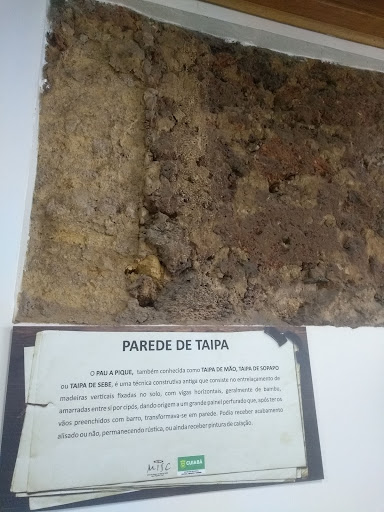 PAREDE DE TAIPA
O PAU A PIQUE, também conhecida como TAIPA DE MÃO, TAIPA DE SOPAPO
ou TAIPA DE SEBE, é uma técnica construtiva antiga que consiste no entrelaçamento de
madeiras verticais fixadas no solo, com vigas horizontais, geralmente de bambu,
amarradas entre si por cipós, dando origem a um grande painel perfurado que, após ter os
vãos preenchidos com barro, transformava-se em parede. Podia receber acabamento
alisado ou não, permanecendo rústica, ou ainda receber pintura de caiação.
MISC
CUIABÁ